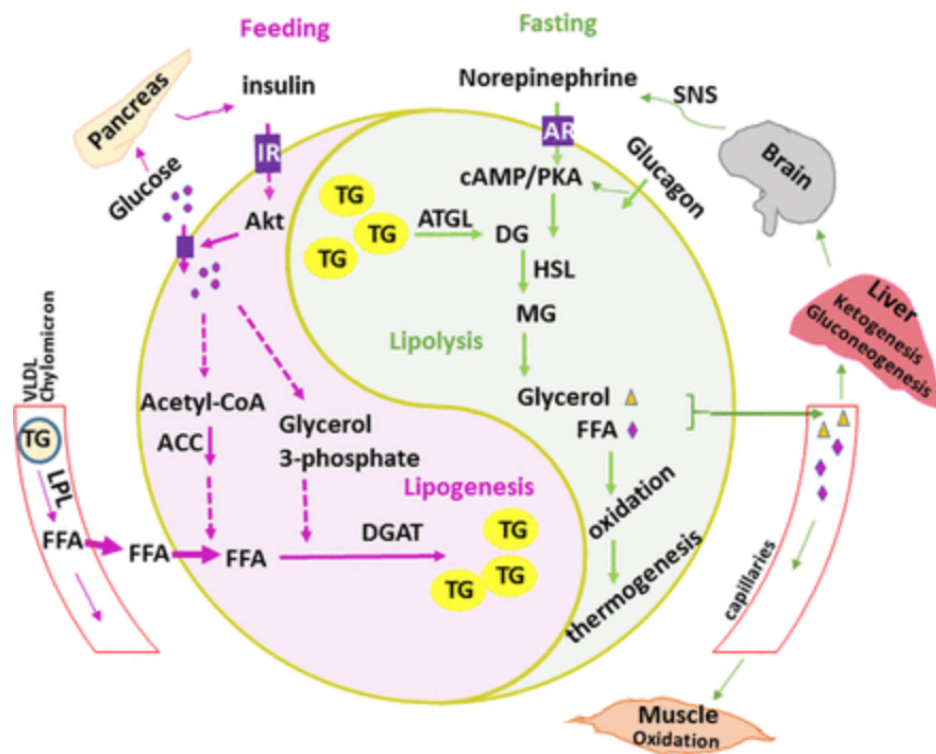 Feeding
Fasting
Pancreas
insulin
Norepinephrine
SNS
Brain
IR
AR
Glucose
Glucagon
cAMP/PKA
Akt
TG
TG
TG
ATGL
DG
HSL
MG
Lipolysis
Liver
Ketogenesis
Gluconeogenesis
VLDL
Chylomicron
TG
LPL
FFA
FFA
FFA
Acetyl-CoA
ACC
Glycerol
3-phosphate
Lipogenesis
DGAT
TG
TG
TG
Glycerol
FFA
oxidation
thermogenesis
capillaries
Muscle
Oxidation